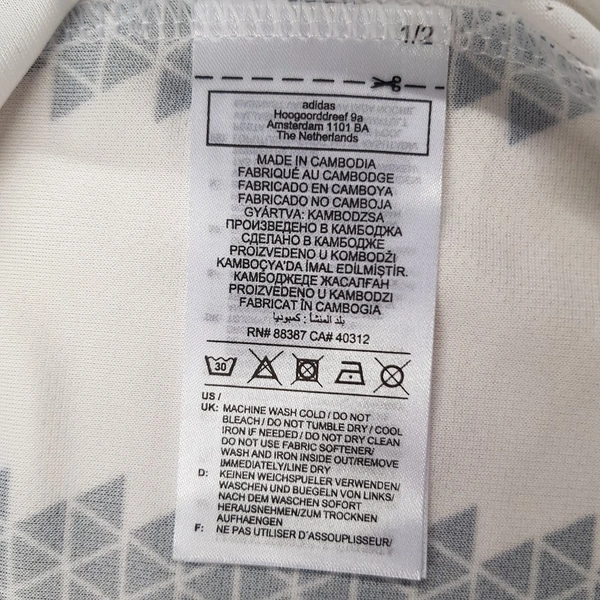 1/2
adidas
Hoogoorddreef 9a
Amsterdam 1101 BA
The Netherlands
MADE IN CAMBODIA
FABRIQUÉ AU CAMBODGE
FABRICADO EN CAMBOYA
FABRICADO NO CAMBOJA
GYÁRTVA: KAMBODZSA
ПРОИЗВЕДЕНО В КАМБОДЖА
СДЕЛАНО В КАМБОДЖЕ
PROIZVEDENO U KOMBODŽI
KAMBOÇYA'DA İMAL EDİLMİŞTİR.
КАМБОДЖЕДЕ ЖАСАЛҒАН
PROIZVEDENO U KAMBODZI
FABRICAT ÎN CAMBOGIA
بلد المنشأ : كمبوديا
RN# 88387 CA# 40312
30
US /
UK: MACHINE WASH COLD / DO NOT
BLEACH / DO NOT TUMBLE DRY / COOL
IRON IF NEEDED / DO NOT DRY CLEAN
DO NOT USE FABRIC SOFTENER/
WASH AND IRON INSIDE OUT/REMOVE
IMMEDIATELY/LINE DRY
D: KEINEN WEICHSPUELER VERWENDEN/
WASCHEN UND BUEGELN VON LINKS/
NACH DEM WASCHEN SOFORT
HERAUSNEHMEN/ZUM TROCKNEN
AUFHAENGEN
F: NE PAS UTILISER D'ASSOUPLISSEUR/